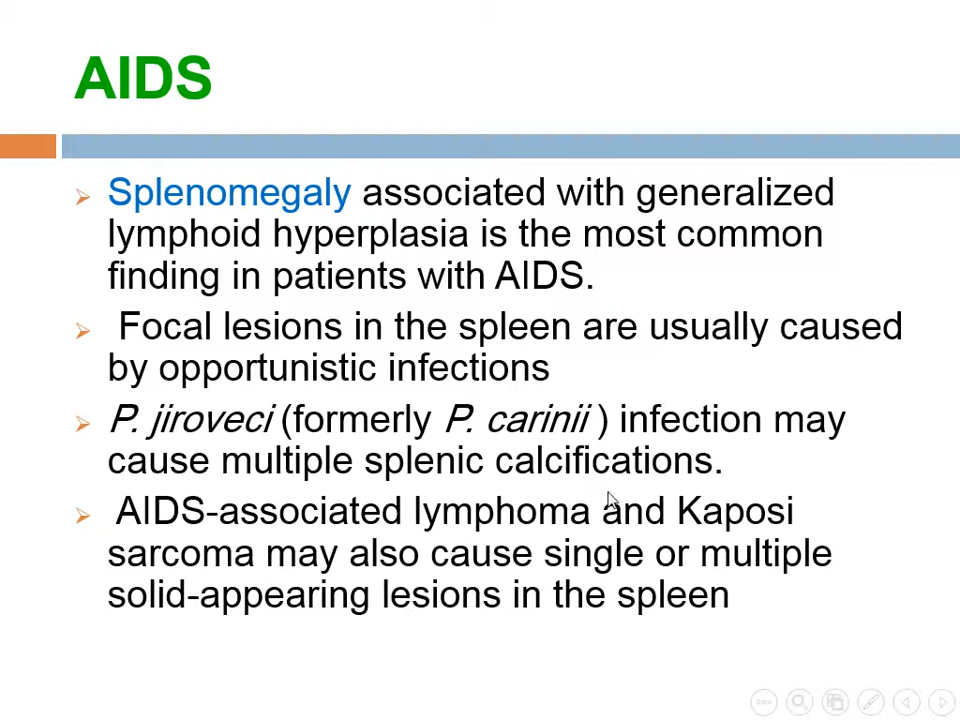 AIDS
Splenomegaly associated with generalized
lymphoid hyperplasia is the most common
finding in patients with AIDS.
Focal lesions in the spleen are usually caused
by opportunistic infections
P. jiroveci (formerly P. carinii ) infection may
cause multiple splenic calcifications.
AIDS-associated lymphoma and Kaposi
sarcoma may also cause single or multiple
solid-appearing lesions in the spleen